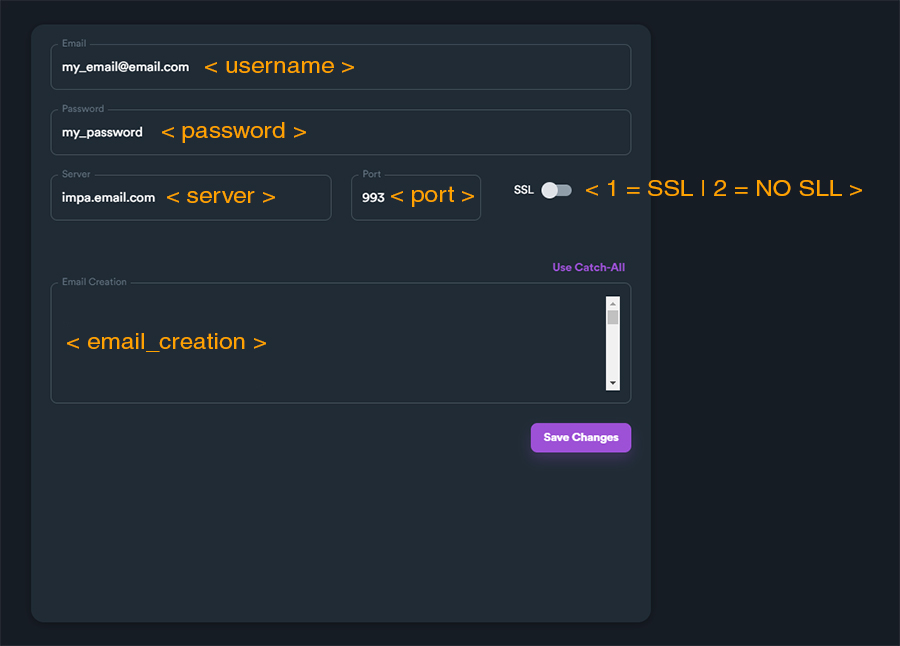 Email
my_email@email.com < username >
Password
my_password < password >
Server
impa.email.com < server >
Port
993 < port >
SSL < 1 = SSL | 2 = NO SLL >
Use Catch-All
Email Creation
< email_creation >
Save Changes